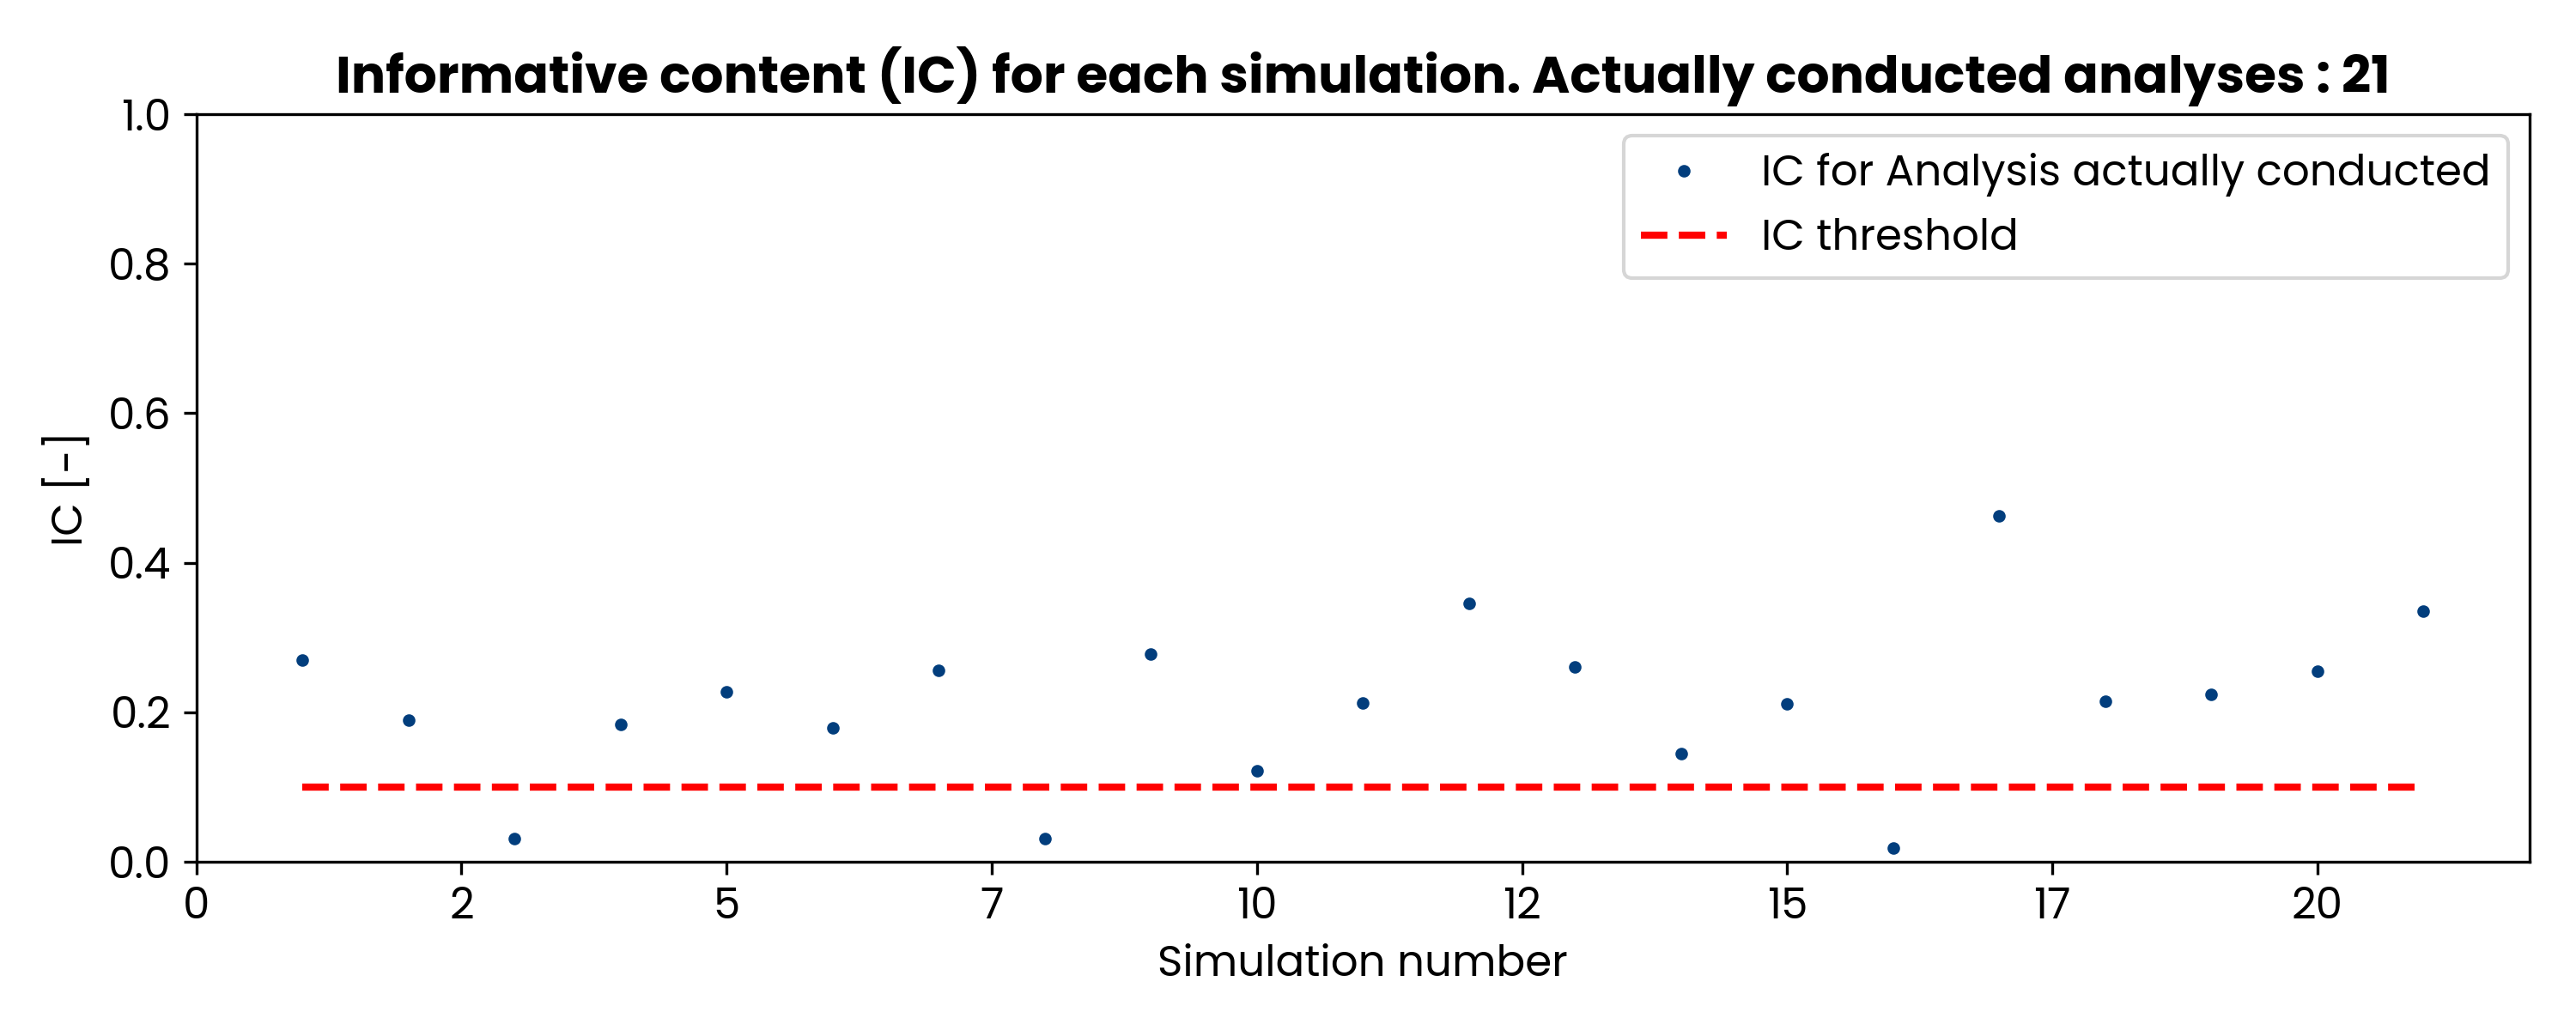 Informative content (IC) for each simulation. Actually conducted analyses : 21
IC for Analysis actually conducted
IC threshold
1.0
0.8
0.6
0.4
0.2
0.0
IC [-]
0 2 5 7 10 12 15 17 20
Simulation number